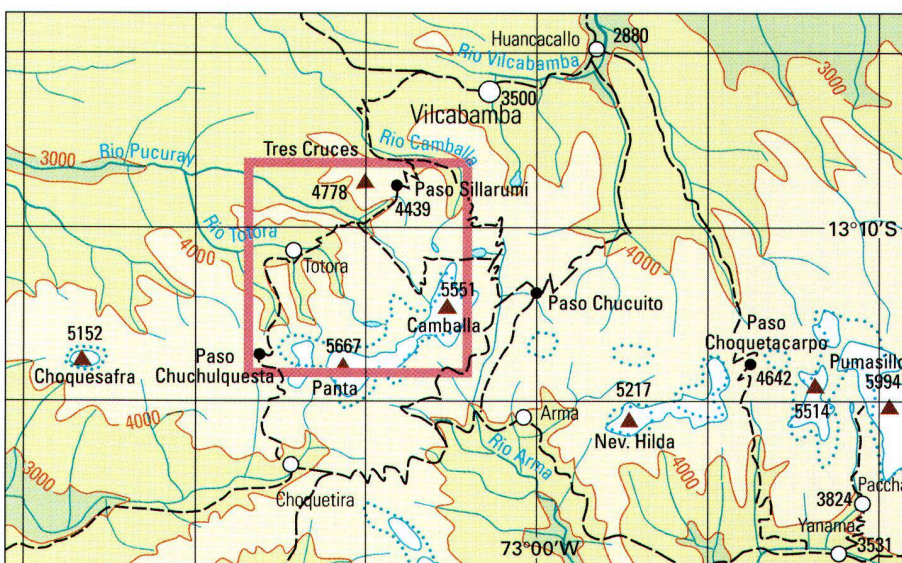 Huancacallo
2880
Rio Vilcabamba
3000
3500
Vilcabamba
4000
3000
Rio Pucuray
Tres Cruces
Rio Camballa
4778
Paso Sillarumi
4439
Rio Totora
4000
Totora
13°10'S
4000
5551
Camballa
Paso Chucuito
5152
Choquesafra
Paso
Chuchulquesta
5667
Panta
Paso
Choquetacarpo
4642
Pumasillo
5994
5514
5217
Nev. Hilda
4000
Arma
Rio Arma
3000
Choquetira
4000
Paccha
3824
Yanama
3531
73°00'W